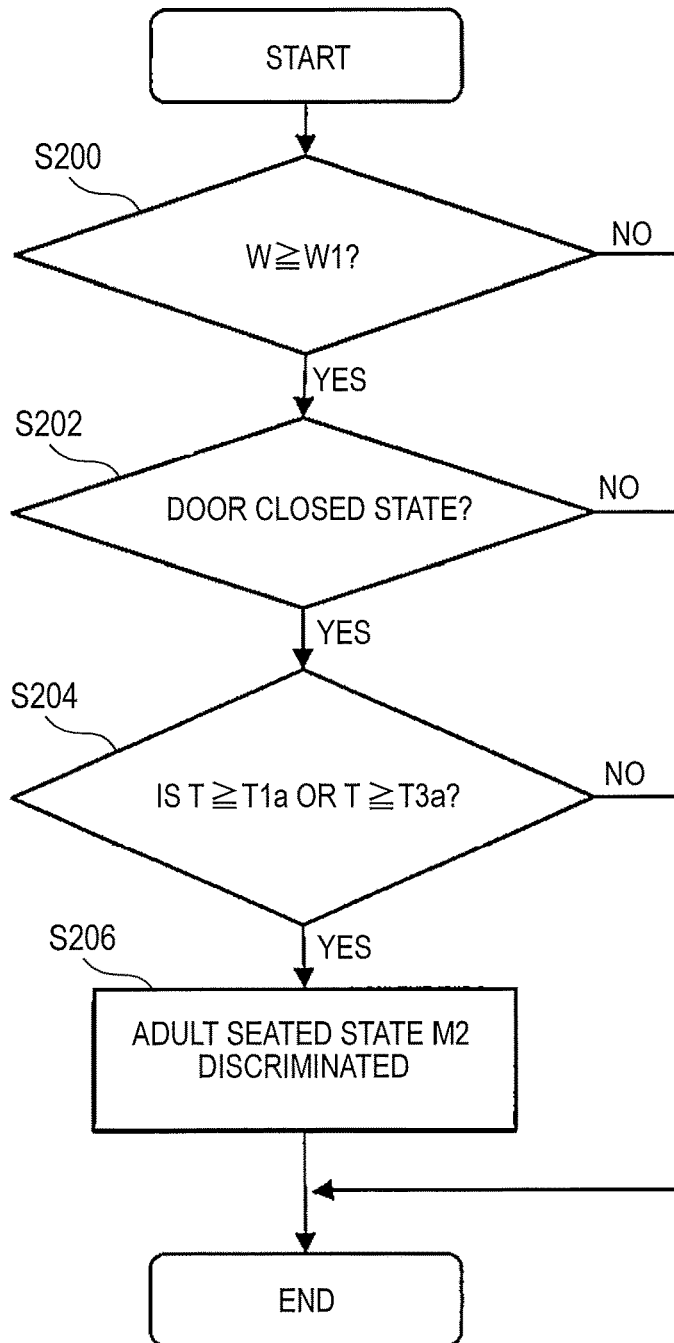 START
S200
W≧W1?
NO
YES
S202
DOOR CLOSED STATE?
NO
YES
S204
IS T ≧T1a OR T ≧T3a?
NO
YES
S206
ADULT SEATED STATE M2
DISCRIMINATED
END